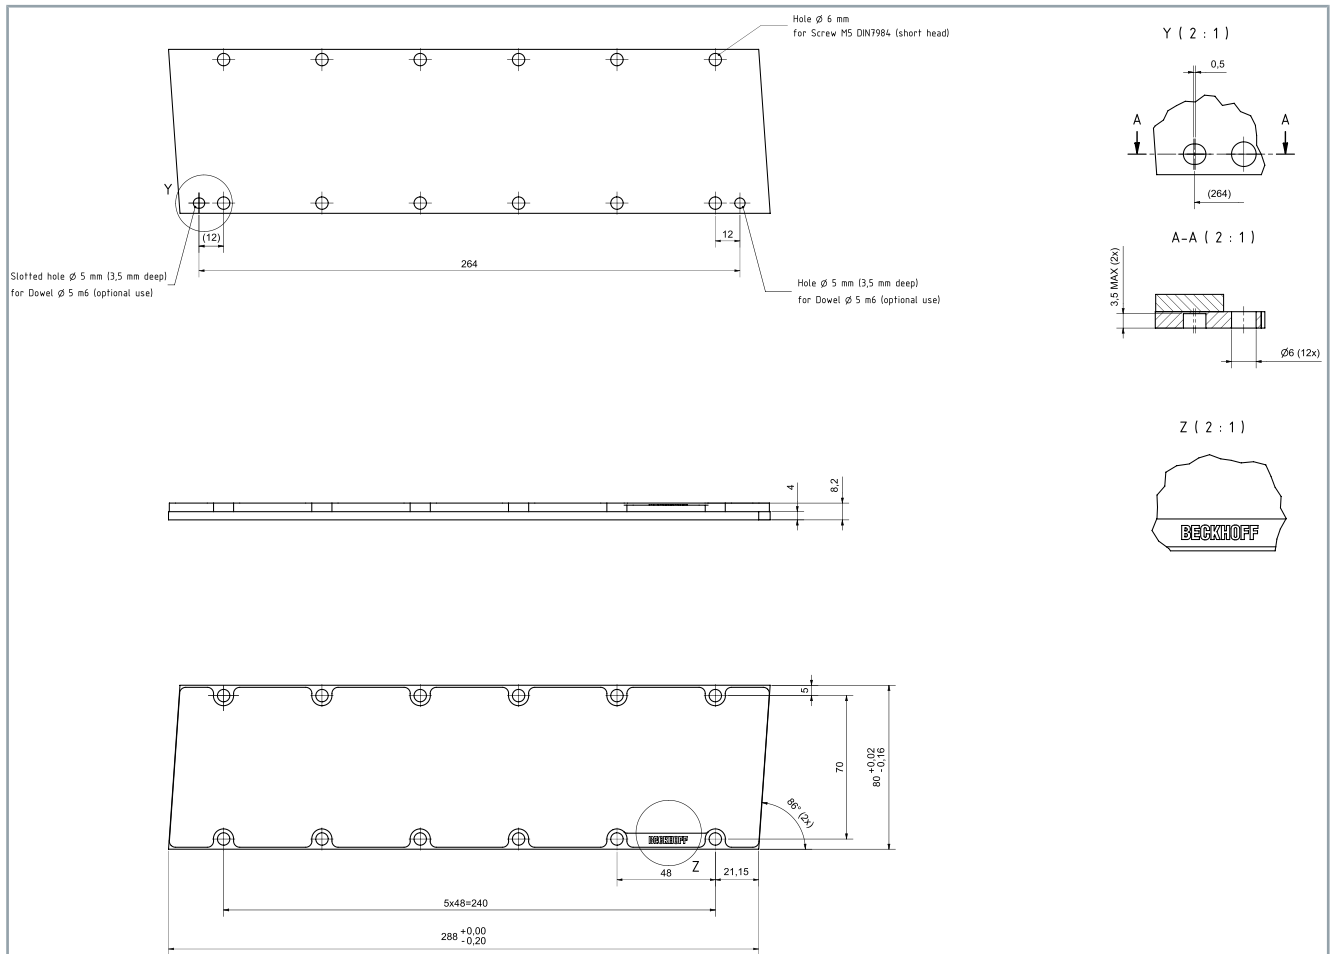 Hole Ø 6 mm
for Screw M5 DIN7984 (short head)
Y ( 2 : 1 )
0,5
A
A
(264)
Y
(12)
12
264
Slotted hole Ø 5 mm (3,5 mm deep)
for Dowel Ø 5 m6 (optional use)
Hole Ø 5 mm (3,5 mm deep)
for Dowel Ø 5 m6 (optional use)
A-A ( 2 : 1 )
3,5 MAX (2x)
Ø6 (12x)
4
8,2
Z ( 2 : 1 )
BECKHOFF
5
70
80 +0,02 -0,16
86° (2x)
BECKHOFF
Z
48
21,15
5x48=240
288 +0,00 -0,20